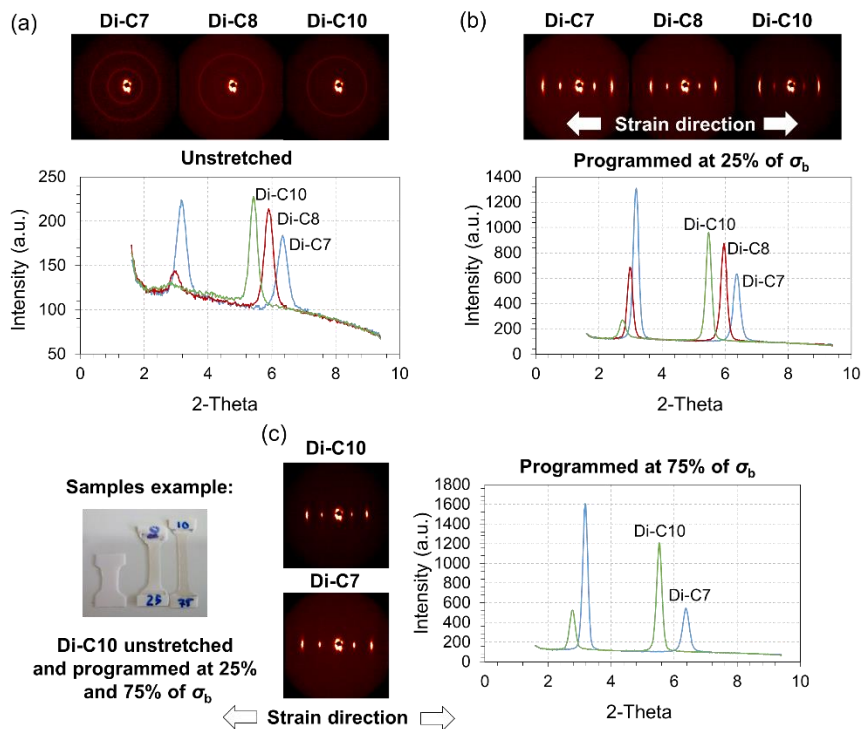 (a)
Di-C7 Di-C8 Di-C10
Unstretched
250
200
150
100
50
Intensity (a.u.)
Di-C10
Di-C8
Di-C7
0 2 4 6 8 10
2-Theta
(b)
Di-C7 Di-C8 Di-C10
Strain direction
Programmed at 25% of σb
1400
1200
1000
800
600
400
200
0
Intensity (a.u.)
Di-C10
Di-C8
Di-C7
0 2 4 6 8 10
2-Theta
(c)
Samples example:
10
25
75
Di-C10 unstretched
and programmed at 25%
and 75% of σb
Di-C10
Di-C7
Strain direction
Programmed at 75% of σb
1800
1600
1400
1200
1000
800
600
400
200
0
Intensity (a.u.)
Di-C10
Di-C7
0 2 4 6 8 10
2-Theta